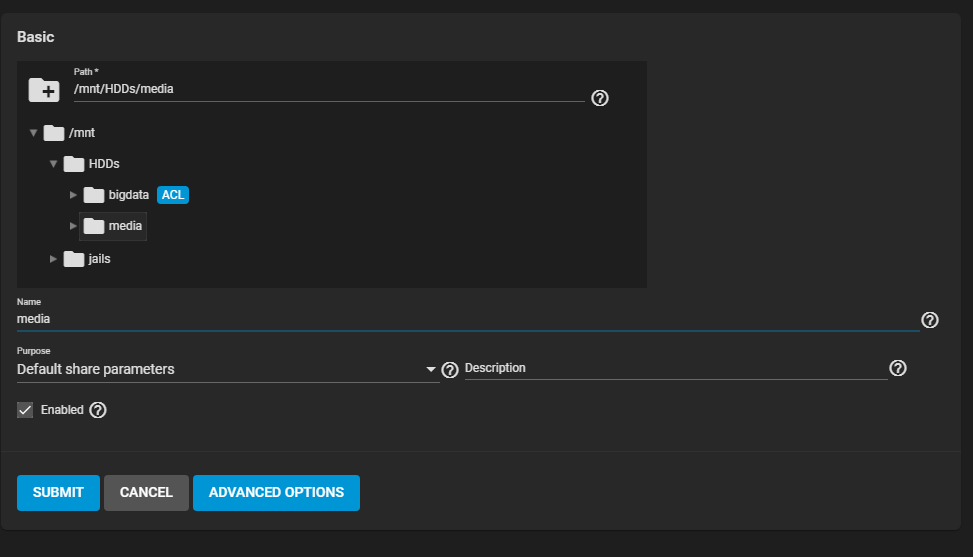 Basic
Path *
/mnt/HDDs/media
/mnt
HDDs
bigdata ACL
media
jails
Name
media
Purpose
Default share parameters
Description
Enabled
SUBMIT CANCEL ADVANCED OPTIONS